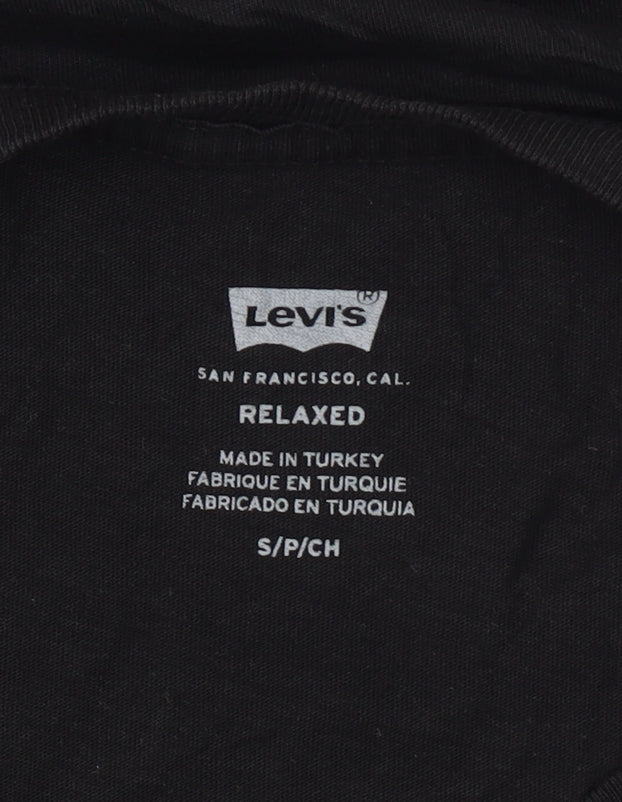 Levi's ®
SAN FRANCISCO, CAL.
RELAXED
MADE IN TURKEY
FABRIQUE EN TURQUIE
FABRICADO EN TURQUIA
S/P/CH